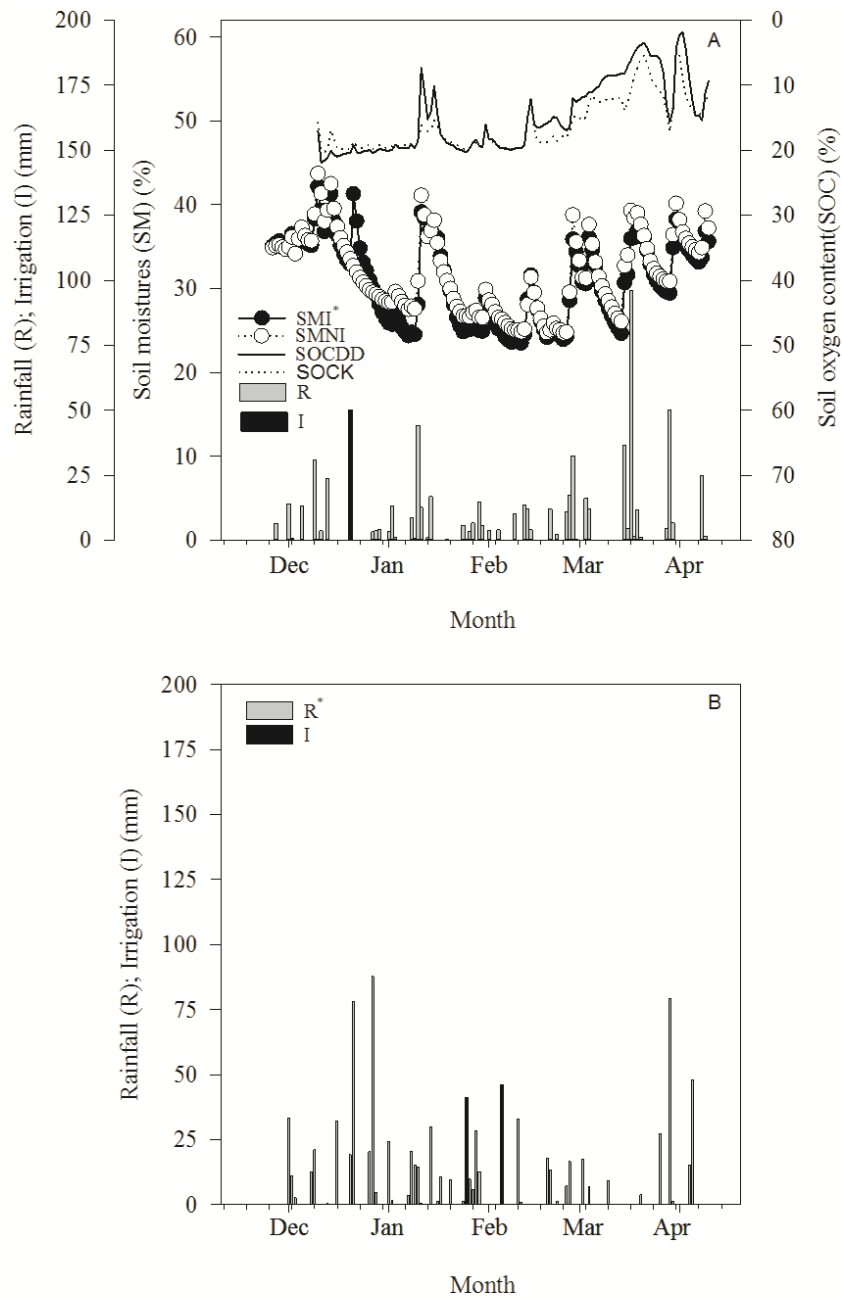 Rainfall (R); Irrigation (I) (mm)
200
175
150
125
100
75
50
25
0
Soil moistures (SM) (%)
60
50
40
30
20
10
0
A
SMI*
SMNI
SOCDD
SOCK
R
I
0
10
20
30
40
50
60
70
80
Soil oxygen content(SOC) (%)
Dec Jan Feb Mar Apr
Month
Rainfall (R); Irrigation (I) (mm)
200
175
150
125
100
75
50
25
0
B
R*
I
Dec Jan Feb Mar Apr
Month